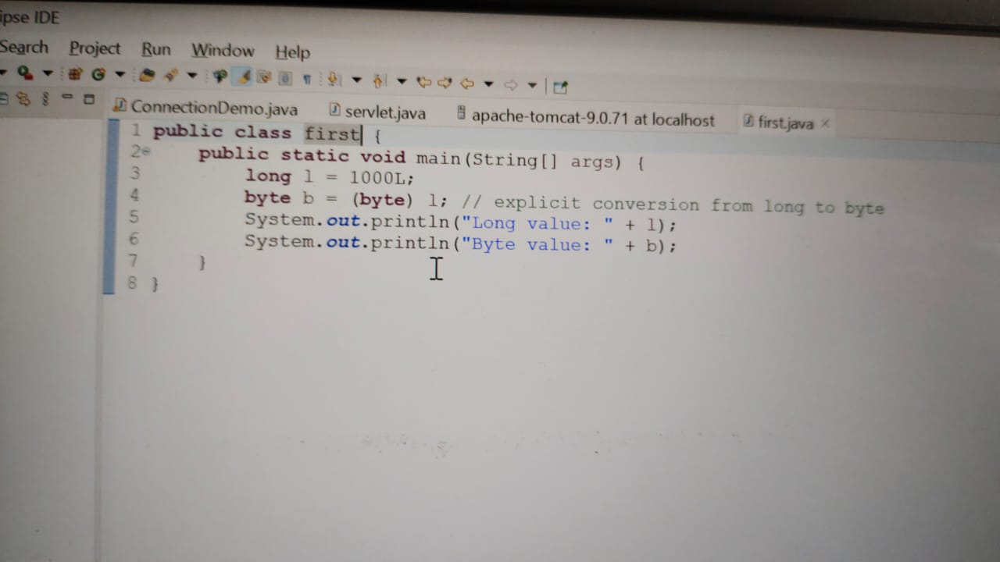 ipse IDE
Search Project Run Window Help
ConnectionDemo.java servlet.java apache-tomcat-9.0.71 at localhost first.java
1 public class first {
2 public static void main(String[] args) {
3 long l = 1000L;
4 byte b = (byte) l; // explicit conversion from long to byte
5 System.out.println("Long value: " + l);
6 System.out.println("Byte value: " + b);
7 }
8 }